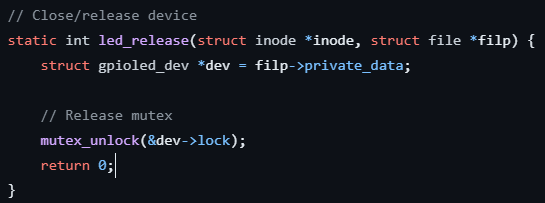 // Close/release device
static int led_release(struct inode *inode, struct file *filp) {
    struct gpioled_dev *dev = filp->private_data;

    // Release mutex
    mutex_unlock(&dev->lock);
    return 0;
}